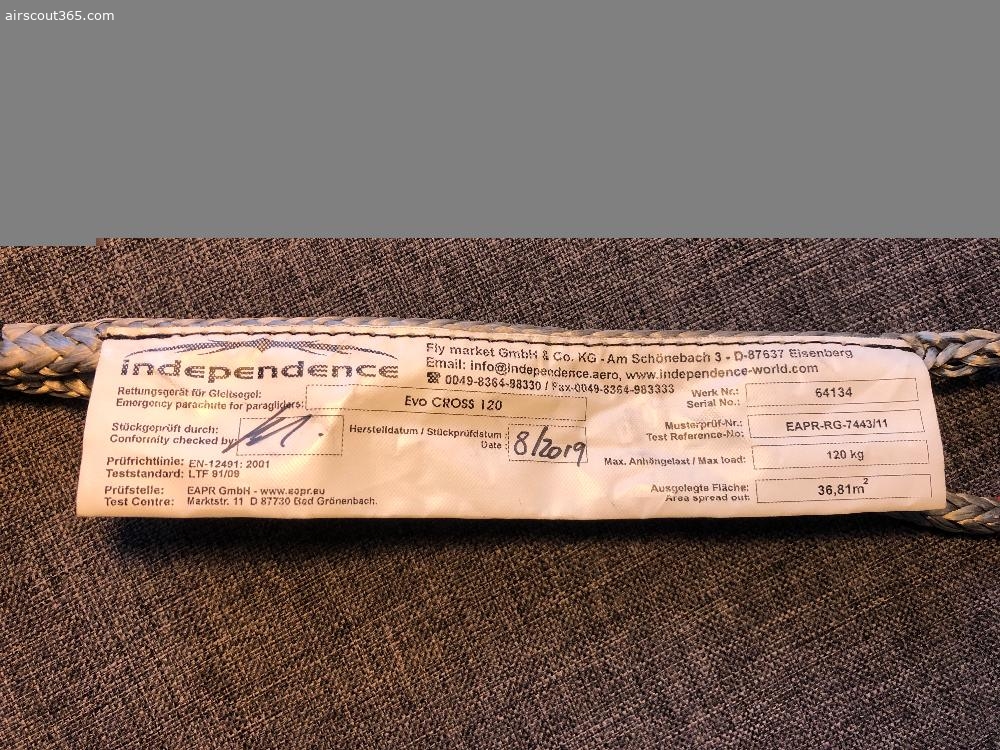 airscout365.com
independence
Fly market GmbH & Co. KG - Am Schönebach 3 - D-87637 Eisenberg
Email: info@independence.aero, www.independence-world.com
☎ 0049-8364-98330 / Fax-0049-8364-983333
Rettungsgerät für Gleitsegel:
Emergency parachute for paragliders:
Evo CROSS 120
Werk Nr.:
Serial No.:
64134
Stückgeprüft durch:
Conformity checked by:
Herstelldatum / Stückprüfdatum :
Date :
8/2019
Musterprüf-Nr.:
Test Reference-No:
EAPR-RG-7443/11
Max. Anhängelast / Max load:
120 kg
Prüfrichtlinie: EN-12491: 2001
Teststandard: LTF 91/09
Prüfstelle: EAPR GmbH - www.eapr.eu
Test Centre: Marktstr. 11 D 87730 Bad Grönenbach.
Ausgelegte Fläche:
Area spread out:
36,81m²